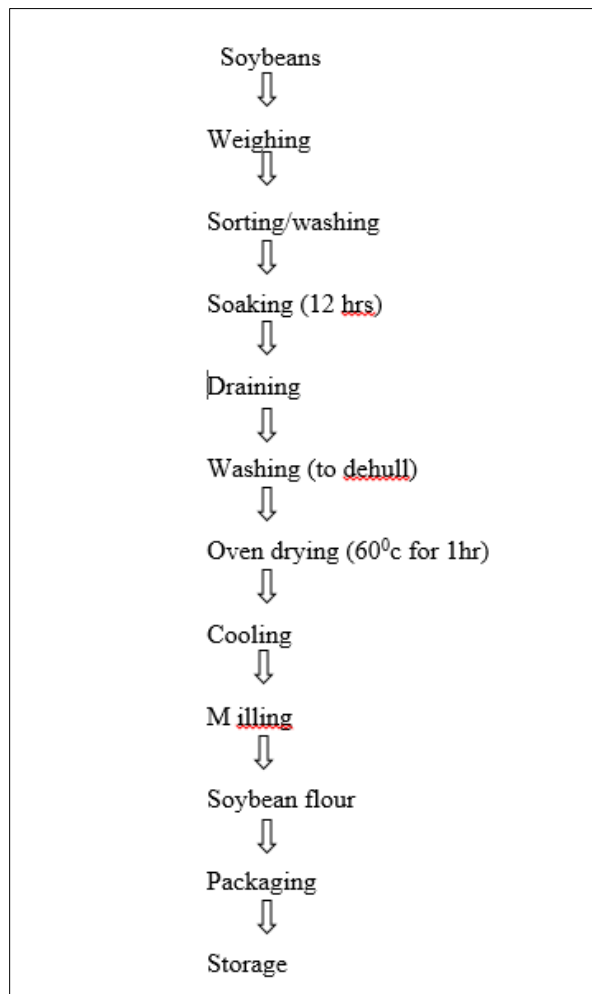 Soybeans
Weighing
Sorting/washing
Soaking (12 hrs)
Draining
Washing (to dehull)
Oven drying (60⁰c for 1hr)
Cooling
M illing
Soybean flour
Packaging
Storage